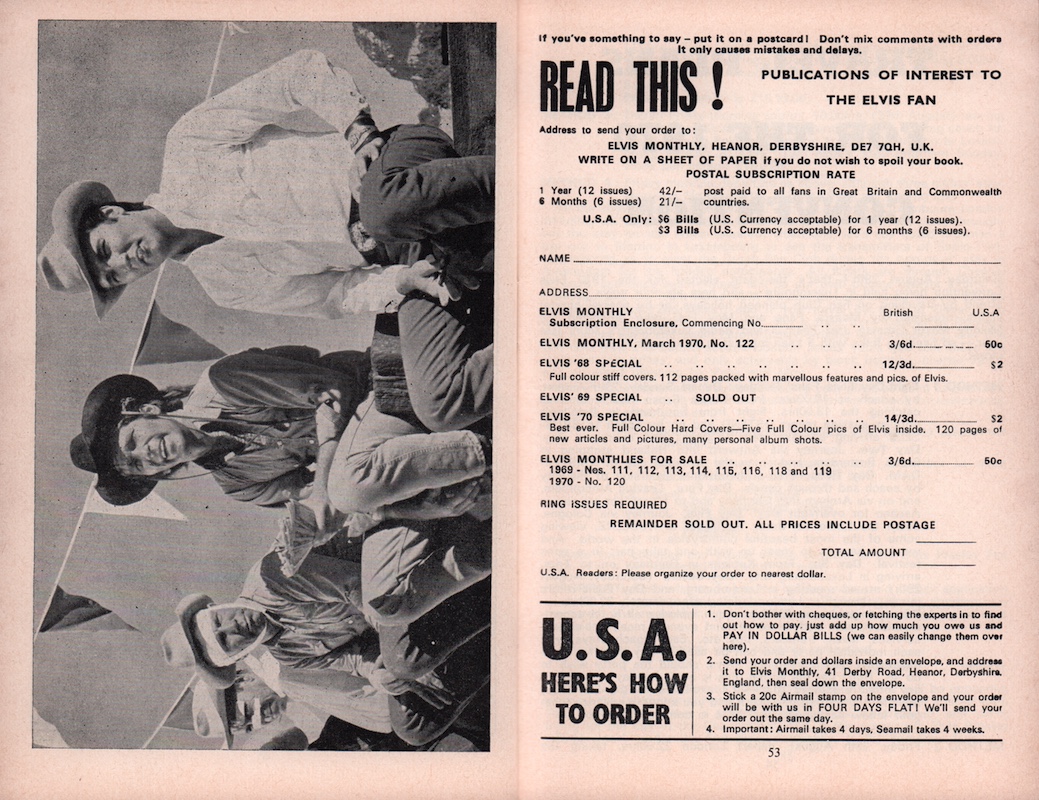 If you've something to say – put it on a postcard! Don't mix comments with orders
It only causes mistakes and delays.
READ THIS !
PUBLICATIONS OF INTEREST TO
THE ELVIS FAN
Address to send your order to:
ELVIS MONTHLY, HEANOR, DERBYSHIRE, DE7 7QH, U.K.
WRITE ON A SHEET OF PAPER if you do not wish to spoil your book.
POSTAL SUBSCRIPTION RATE
1 Year (12 issues) 42/– post paid to all fans in Great Britain and Commonwealth
6 Months (6 issues) 21/– countries.
U.S.A. Only: $6 Bills (U.S. Currency acceptable) for 1 year (12 issues).
$3 Bills (U.S. Currency acceptable) for 6 months (6 issues).
NAME
ADDRESS
ELVIS MONTHLY British U.S.A
Subscription Enclosure, Commencing No. .. ..
ELVIS MONTHLY, March 1970, No. 122 .. .. .. 3/6d. 50c
ELVIS '68 SPECIAL .. .. .. .. .. .. .. 12/3d. $2
Full colour stiff covers. 112 pages packed with marvellous features and pics. of Elvis.
ELVIS' 69 SPECIAL .. SOLD OUT
ELVIS '70 SPECIAL .. .. .. .. .. .. .. 14/3d. $2
Best ever. Full Colour Hard Covers—Five Full Colour pics of Elvis inside. 120 pages of
new articles and pictures, many personal album shots.
ELVIS MONTHLIES FOR SALE .. .. .. .. .. 3/6d. 50c
1969 - Nos. 111, 112, 113, 114, 115, 116, 118 and 119
1970 - No. 120
RING ISSUES REQUIRED
REMAINDER SOLD OUT. ALL PRICES INCLUDE POSTAGE
TOTAL AMOUNT
U.S.A. Readers: Please organize your order to nearest dollar.
U.S.A.
HERE'S HOW
TO ORDER
1. Don't bother with cheques, or fetching the experts in to find
out how to pay. just add up how much you owe us and
PAY IN DOLLAR BILLS (we can easily change them over
here).
2. Send your order and dollars inside an envelope, and address
it to Elvis Monthly, 41 Derby Road, Heanor, Derbyshire.
England, then seal down the envelope.
3. Stick a 20c Airmail stamp on the envelope and your order
will be with us in FOUR DAYS FLAT! We'll send your
order out the same day.
4. Important: Airmail takes 4 days, Seamail takes 4 weeks.
53